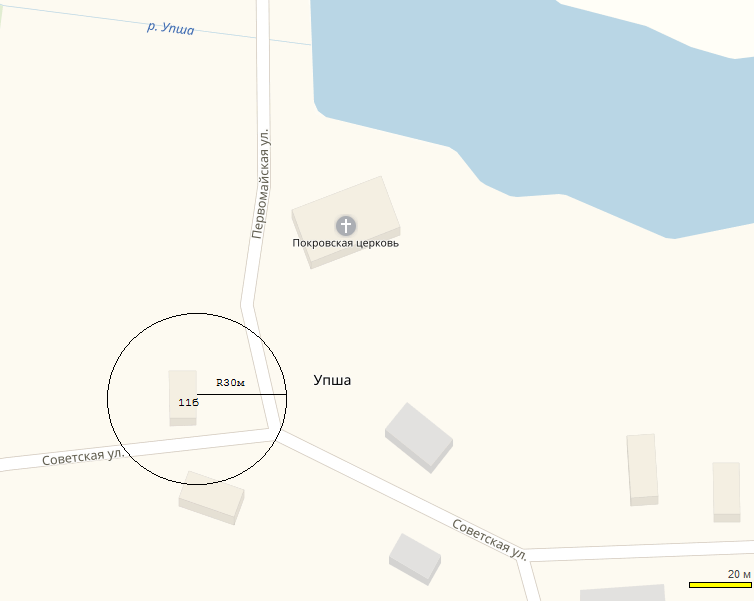 р. Упша
Первомайская ул.
Покровская церковь
Упша
R30м
11б
Советская ул.
Советская ул.
20 м